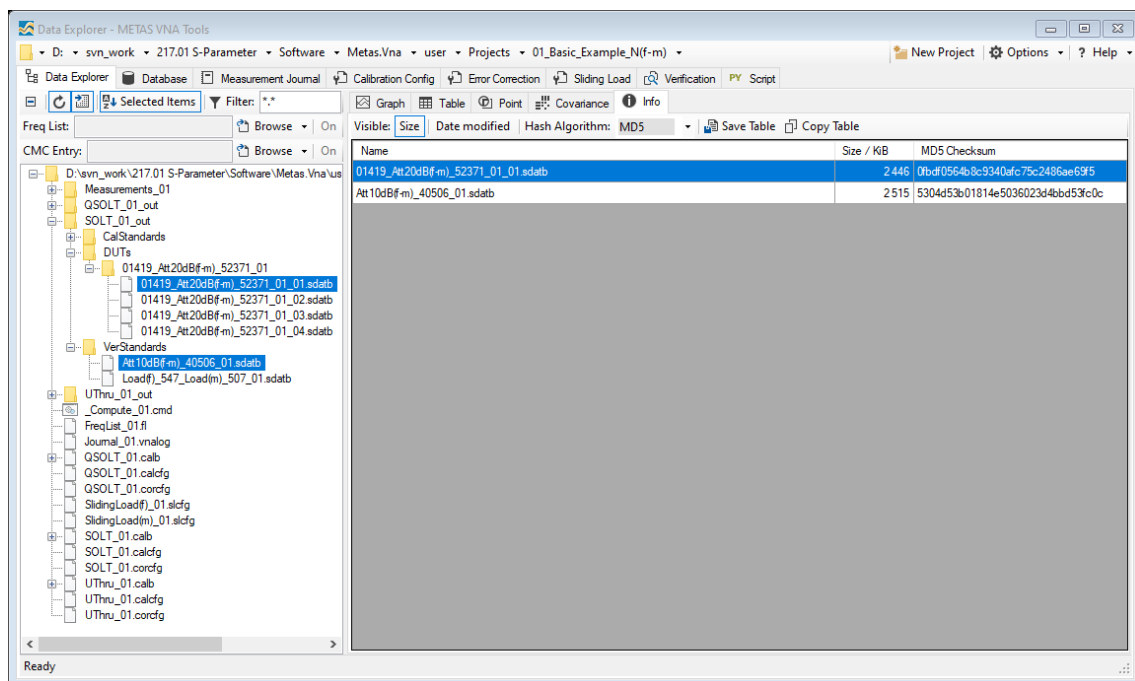 Data Explorer - METAS VNA Tools
D: svn_work 217.01 S-Parameter Software Metas.Vna user Projects 01_Basic_Example_N(f-m) New Project Options ? Help
Data Explorer Database Measurement Journal Calibration Config Error Correction Sliding Load Verification PY Script
Selected Items Filter: *.* Graph Table Point Covariance Info
Freq List: Browse On Visible: Size Date modified Hash Algorithm: MD5 Save Table Copy Table
CMC Entry: Browse On Name Size / KiB MD5 Checksum
D:\svn_work\217.01 S-Parameter\Software\Metas.Vna\us 01419_Att20dB(f-m)_52371_01_01.sdatb 2 446 0fbdf0564b8c9340afc75c2486ae69f5
Measurements_01 Att10dB(f-m)_40506_01.sdatb 2 515 5304d53b01814e5036023d4bbd53fc0c
QSOLT_01_out
SOLT_01_out
CalStandards
DUTs
01419_Att20dB(f-m)_52371_01
01419_Att20dB(f-m)_52371_01_01.sdatb
01419_Att20dB(f-m)_52371_01_02.sdatb
01419_Att20dB(f-m)_52371_01_03.sdatb
01419_Att20dB(f-m)_52371_01_04.sdatb
VerStandards
Att10dB(f-m)_40506_01.sdatb
Load(f)_547_Load(m)_507_01.sdatb
UThru_01_out
_Compute_01.cmd
FreqList_01.fl
Journal_01.vnalog
QSOLT_01.calb
QSOLT_01.calcfg
QSOLT_01.corcfg
SlidingLoad(f)_01.slcfg
SlidingLoad(m)_01.slcfg
SOLT_01.calb
SOLT_01.calcfg
SOLT_01.corcfg
UThru_01.calb
UThru_01.calcfg
UThru_01.corcfg
Ready